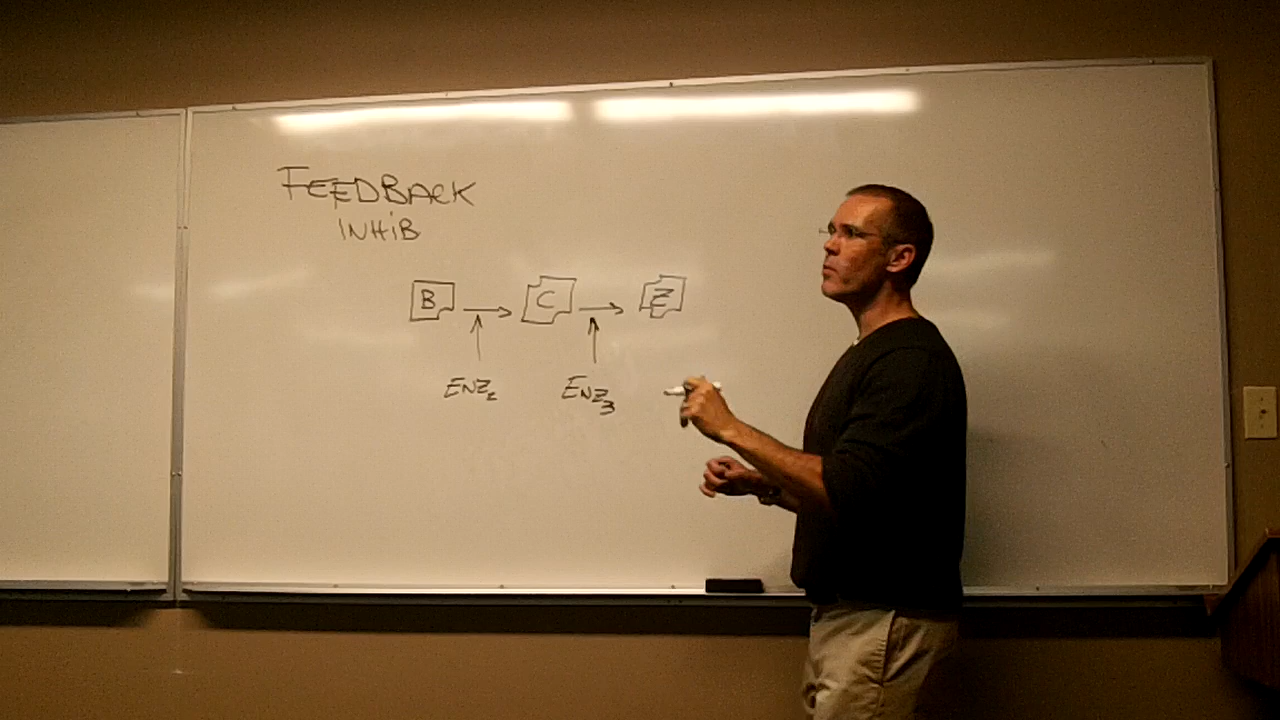 FEEDBACK
INHiB
B → C → E
ENZ₂ ENZ₃